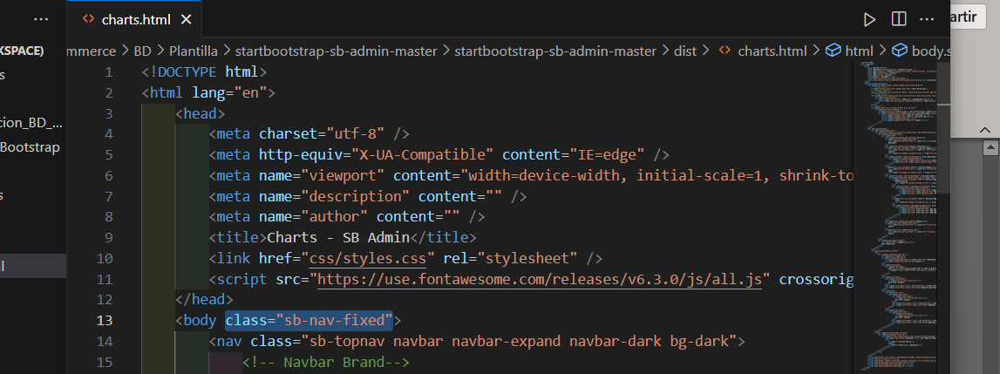 ··· charts.html × ··· artir
KSPACE) mmerce > BD > Plantilla > startbootstrap-sb-admin-master > startbootstrap-sb-admin-master > dist > charts.html > html > body.s
s
cion_BD_...
Bootstrap
s
l
1 <!DOCTYPE html>
2 <html lang="en">
3 <head>
4 <meta charset="utf-8" />
5 <meta http-equiv="X-UA-Compatible" content="IE=edge" />
6 <meta name="viewport" content="width=device-width, initial-scale=1, shrink-to
7 <meta name="description" content="" />
8 <meta name="author" content="" />
9 <title>Charts - SB Admin</title>
10 <link href="css/styles.css" rel="stylesheet" />
11 <script src="https://use.fontawesome.com/releases/v6.3.0/js/all.js" crossorig
12 </head>
13 <body class="sb-nav-fixed">
14 <nav class="sb-topnav navbar navbar-expand navbar-dark bg-dark">
15 <!-- Navbar Brand-->